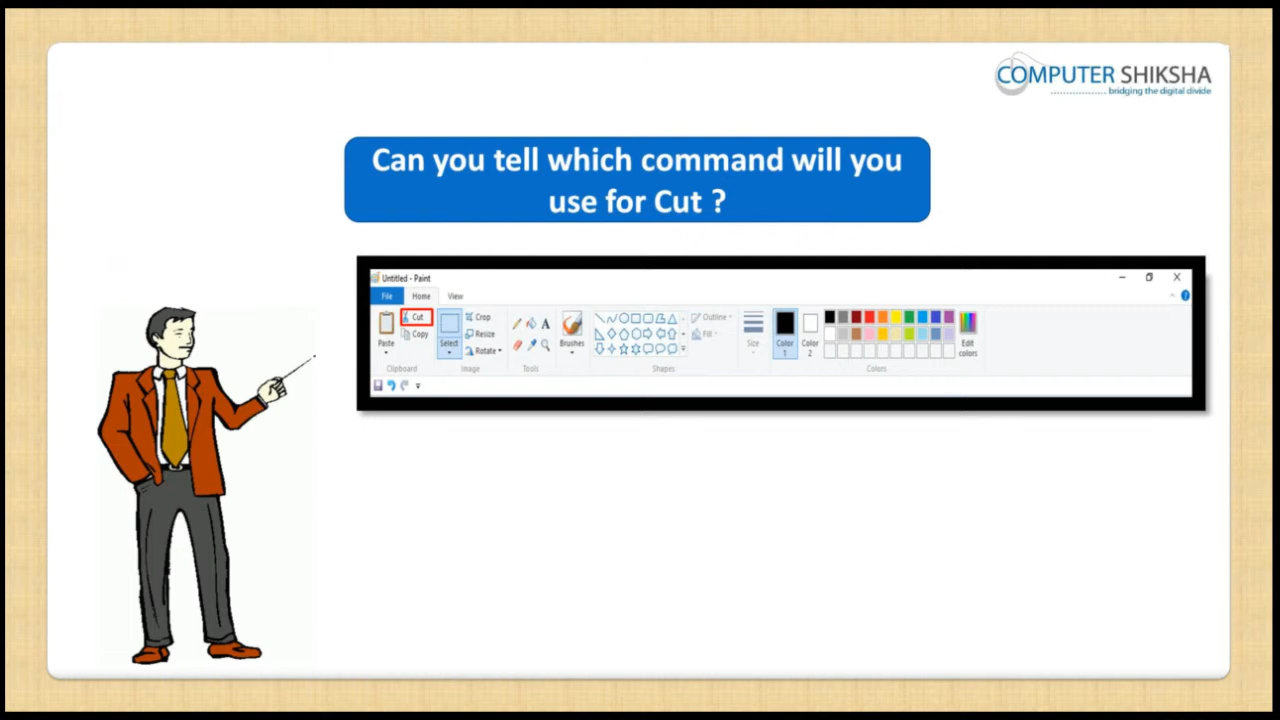 COMPUTER SHIKSHA
bridging the digital divide
Can you tell which command will you
use for Cut ?
Untitled - Paint
File Home View
Cut Crop Outline
Copy Resize Fill
Paste Select Rotate Brushes Size Color 1 Color 2 Edit colors
Clipboard Image Tools Shapes Colors